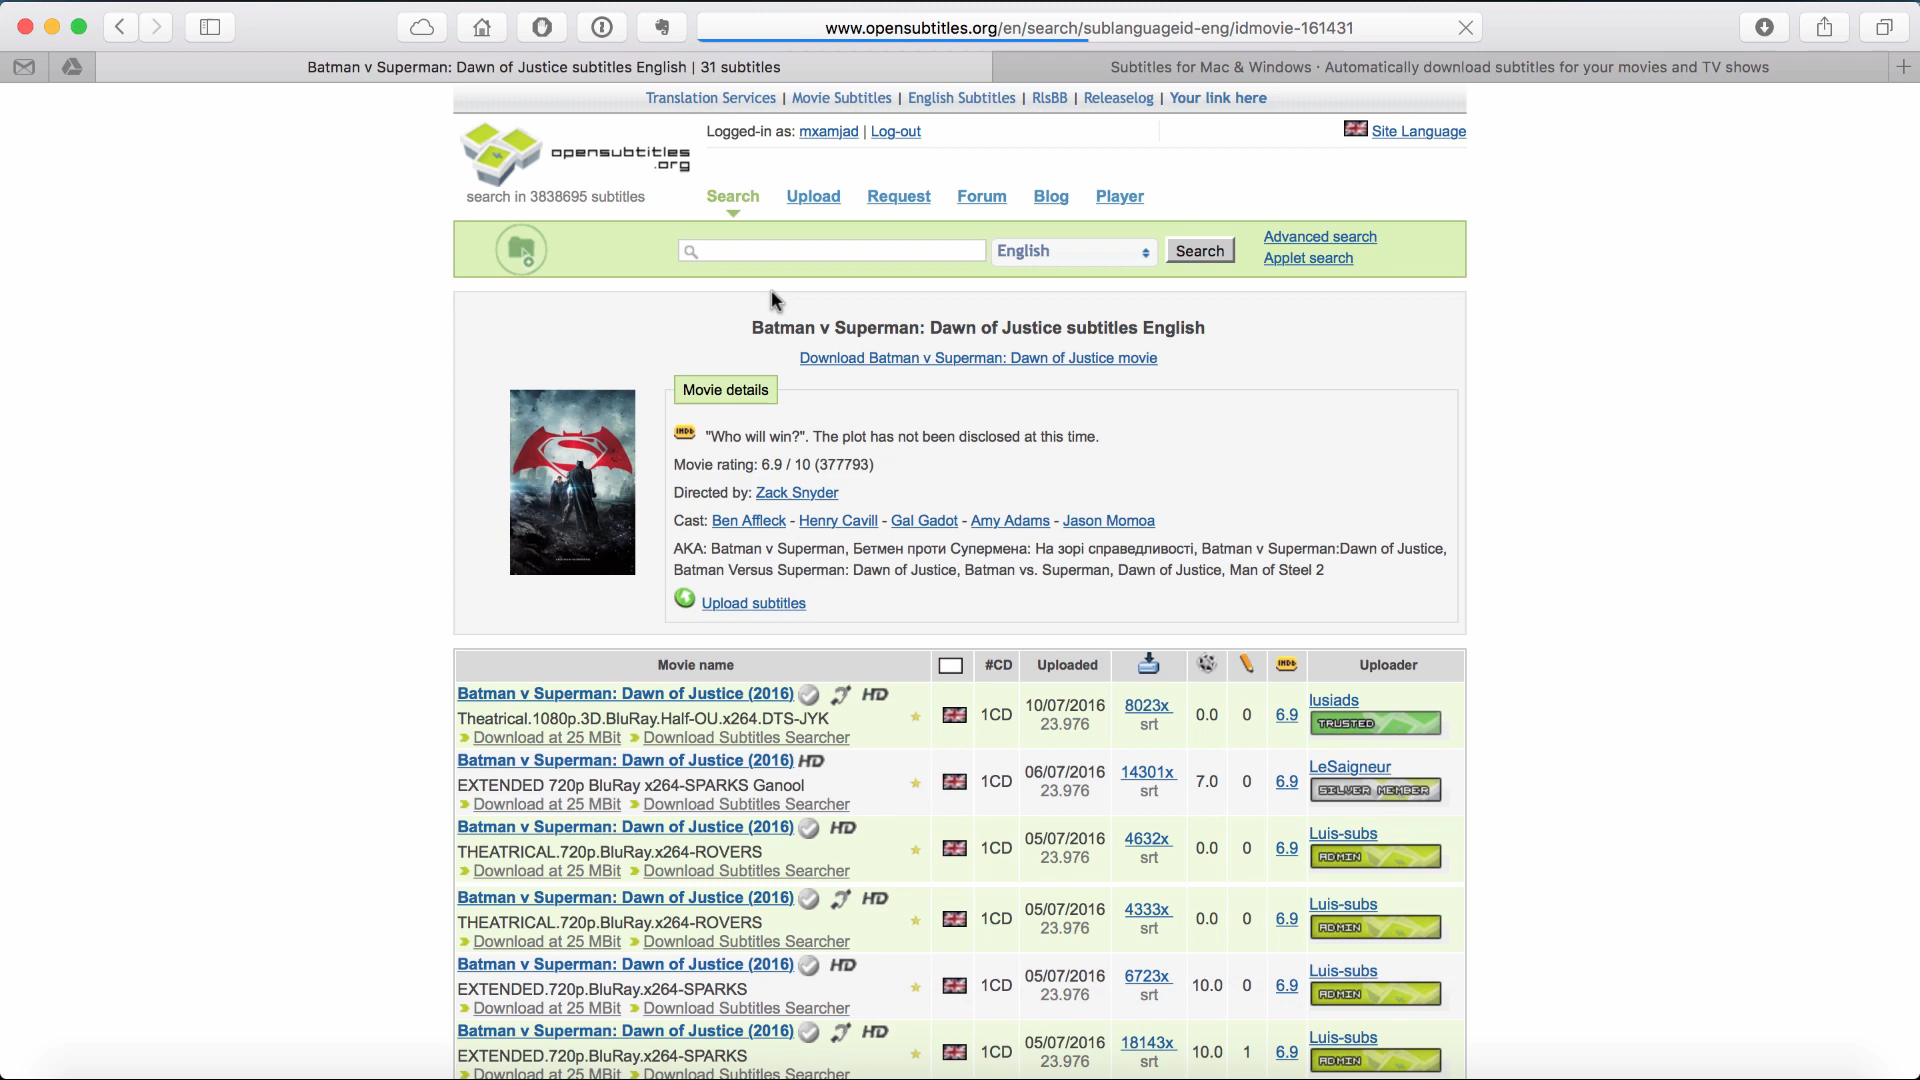 www.opensubtitles.org/en/search/sublanguageid-eng/idmovie-161431
Batman v Superman: Dawn of Justice subtitles English | 31 subtitles
Subtitles for Mac & Windows · Automatically download subtitles for your movies and TV shows
Translation Services | Movie Subtitles | English Subtitles | RlsBB | Releaselog | Your link here
opensubtitles
.org
search in 3838695 subtitles
Logged-in as: mxamjad | Log-out
Site Language
Search Upload Request Forum Blog Player
English
Search
Advanced search
Applet search
Batman v Superman: Dawn of Justice subtitles English
Download Batman v Superman: Dawn of Justice movie
Movie details
IMDb "Who will win?". The plot has not been disclosed at this time.
Movie rating: 6.9 / 10 (377793)
Directed by: Zack Snyder
Cast: Ben Affleck - Henry Cavill - Gal Gadot - Amy Adams - Jason Momoa
AKA: Batman v Superman, Бетмен проти Супермена: На зорі справедливості, Batman v Superman:Dawn of Justice,
Batman Versus Superman: Dawn of Justice, Batman vs. Superman, Dawn of Justice, Man of Steel 2
Upload subtitles
Movie name #CD Uploaded IMDb Uploader
Batman v Superman: Dawn of Justice (2016) HD
Theatrical.1080p.3D.BluRay.Half-OU.x264.DTS-JYK
Download at 25 MBit Download Subtitles Searcher
1CD
10/07/2016
23.976
8023x
srt
0.0
0
6.9
lusiads
TRUSTED
Batman v Superman: Dawn of Justice (2016) HD
EXTENDED 720p BluRay x264-SPARKS Ganool
Download at 25 MBit Download Subtitles Searcher
1CD
06/07/2016
23.976
14301x
srt
7.0
0
6.9
LeSaigneur
SILVER MEMBER
Batman v Superman: Dawn of Justice (2016) HD
THEATRICAL.720p.BluRay.x264-ROVERS
Download at 25 MBit Download Subtitles Searcher
1CD
05/07/2016
23.976
4632x
srt
0.0
0
6.9
Luis-subs
ADMIN
Batman v Superman: Dawn of Justice (2016) HD
THEATRICAL.720p.BluRay.x264-ROVERS
Download at 25 MBit Download Subtitles Searcher
1CD
05/07/2016
23.976
4333x
srt
0.0
0
6.9
Luis-subs
ADMIN
Batman v Superman: Dawn of Justice (2016) HD
EXTENDED.720p.BluRay.x264-SPARKS
Download at 25 MBit Download Subtitles Searcher
1CD
05/07/2016
23.976
6723x
srt
10.0
0
6.9
Luis-subs
ADMIN
Batman v Superman: Dawn of Justice (2016) HD
EXTENDED.720p.BluRay.x264-SPARKS
Download at 25 MBit Download Subtitles Searcher
1CD
05/07/2016
23.976
18143x
srt
10.0
1
6.9
Luis-subs
ADMIN